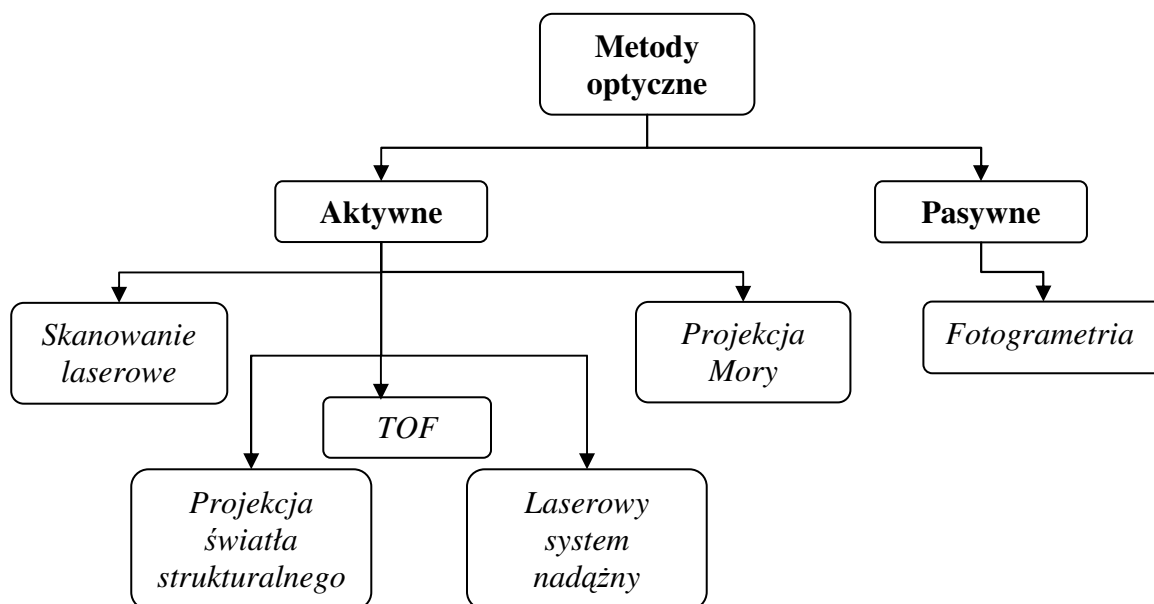 Metody
optyczne
Aktywne
Pasywne
Skanowanie
laserowe
Projekcja
Mory
Fotogrametria
TOF
Projekcja
światła
strukturalnego
Laserowy
system
nadążny